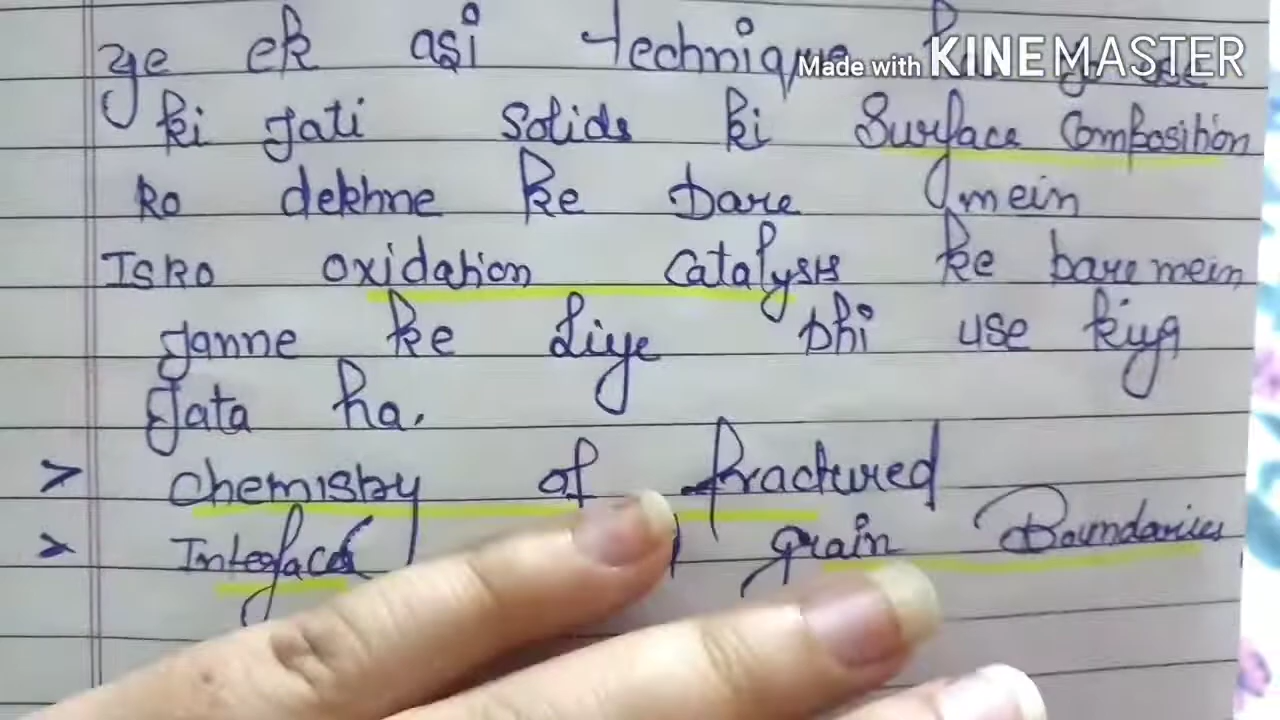 ye ek asi technique
Made with KINEMASTER
ki jati solids ki Surface Composition
ko dekhne ke bare mein
Isko oxidation catalysis ke bare mein
janne ke liye bhi use kiya
jata ha.
> chemistry of fractured
> Interfaces grain Boundaries